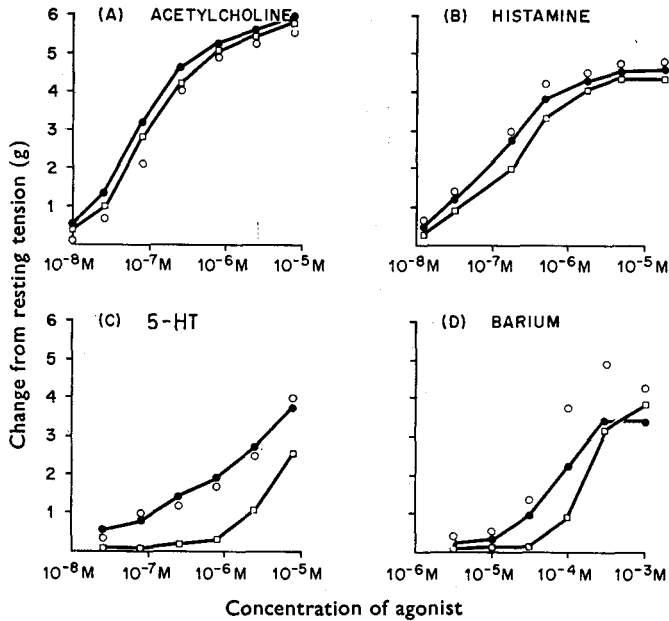 Change from resting tension (g)
(A) ACETYLCHOLINE
6
5
4
3
2
1
10⁻⁸M 10⁻⁷M 10⁻⁶M 10⁻⁵M
(B) HISTAMINE
10⁻⁸M 10⁻⁷M 10⁻⁶M 10⁻⁵M
(C) 5-HT
6
5
4
3
2
1
10⁻⁸M 10⁻⁷M 10⁻⁶M 10⁻⁵M
(D) BARIUM
10⁻⁶M 10⁻⁵M 10⁻⁴M 10⁻³M
Concentration of agonist